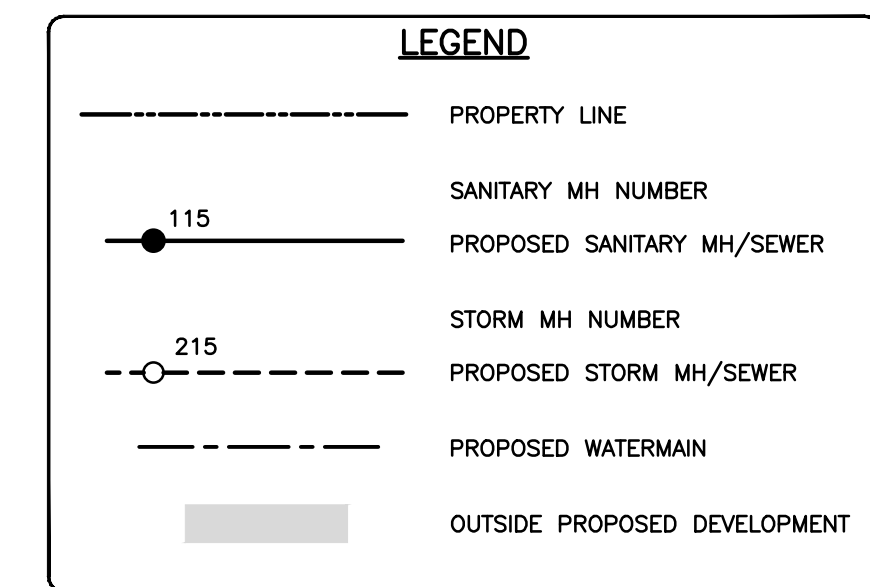 LEGEND
PROPERTY LINE
SANITARY MH NUMBER
115
PROPOSED SANITARY MH/SEWER
STORM MH NUMBER
215
PROPOSED STORM MH/SEWER
PROPOSED WATERMAIN
OUTSIDE PROPOSED DEVELOPMENT